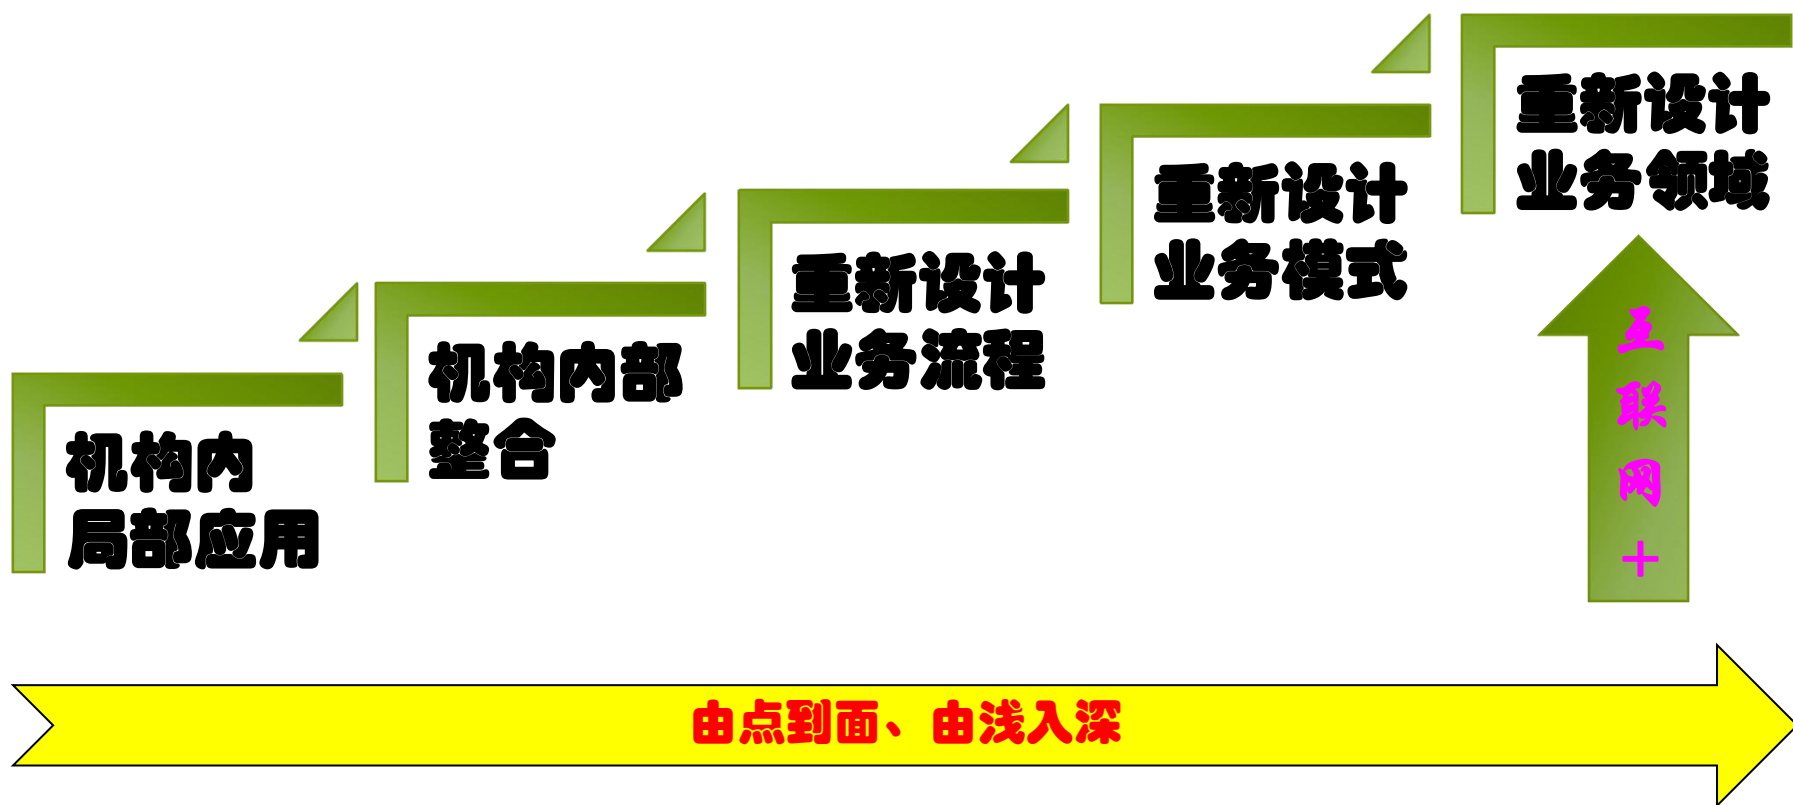 机构内
局部应用
机构内部
整合
重新设计
业务流程
重新设计
业务模式
重新设计
业务领域
互
联
网
+
由点到面、由浅入深